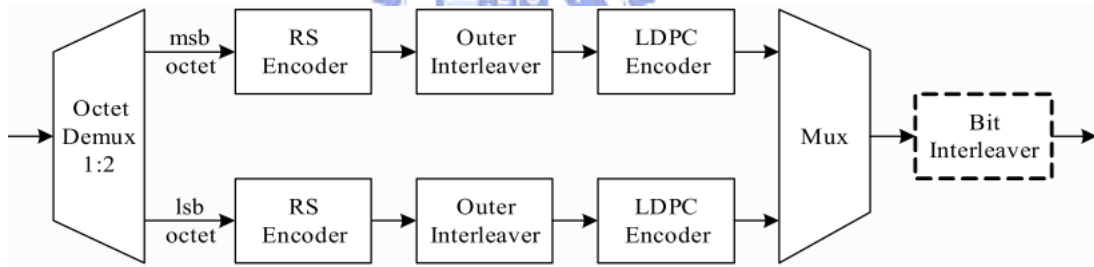 msb
octet
RS
Encoder
Outer
Interleaver
LDPC
Encoder
Octet
Demux
1:2
Mux
Bit
Interleaver
lsb
octet
RS
Encoder
Outer
Interleaver
LDPC
Encoder